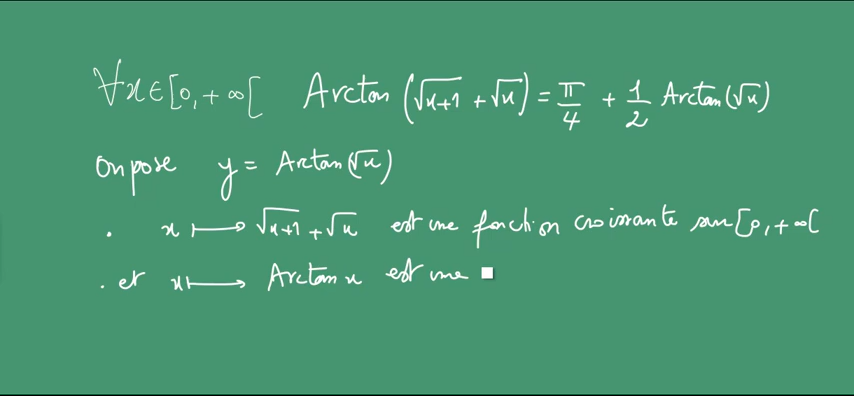 ∀x∈[0,+∞[ Arctan(√(x+1) + √x) = π/4 + 1/2 Arctan(√x)
On pose y = Arctan(√x)
. x ⟼ √(x+1) + √x est une fonction croissante sur [0,+∞[
. et x ⟼ Arctan x est une